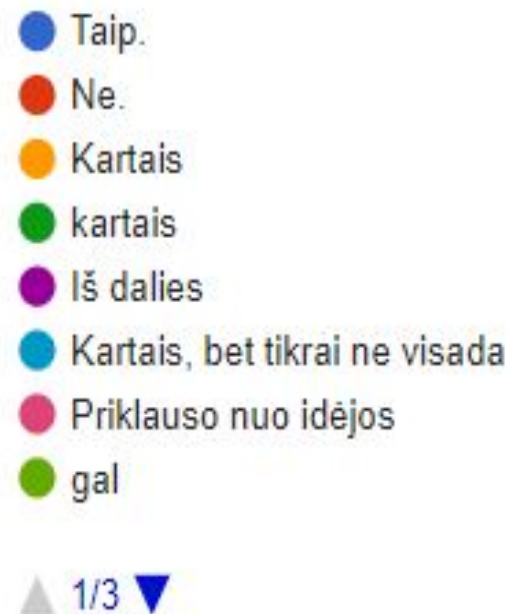 Taip.
Ne.
Kartais
kartais
Iš dalies
Kartais, bet tikrai ne visada
Priklauso nuo idėjos
gal
1/3